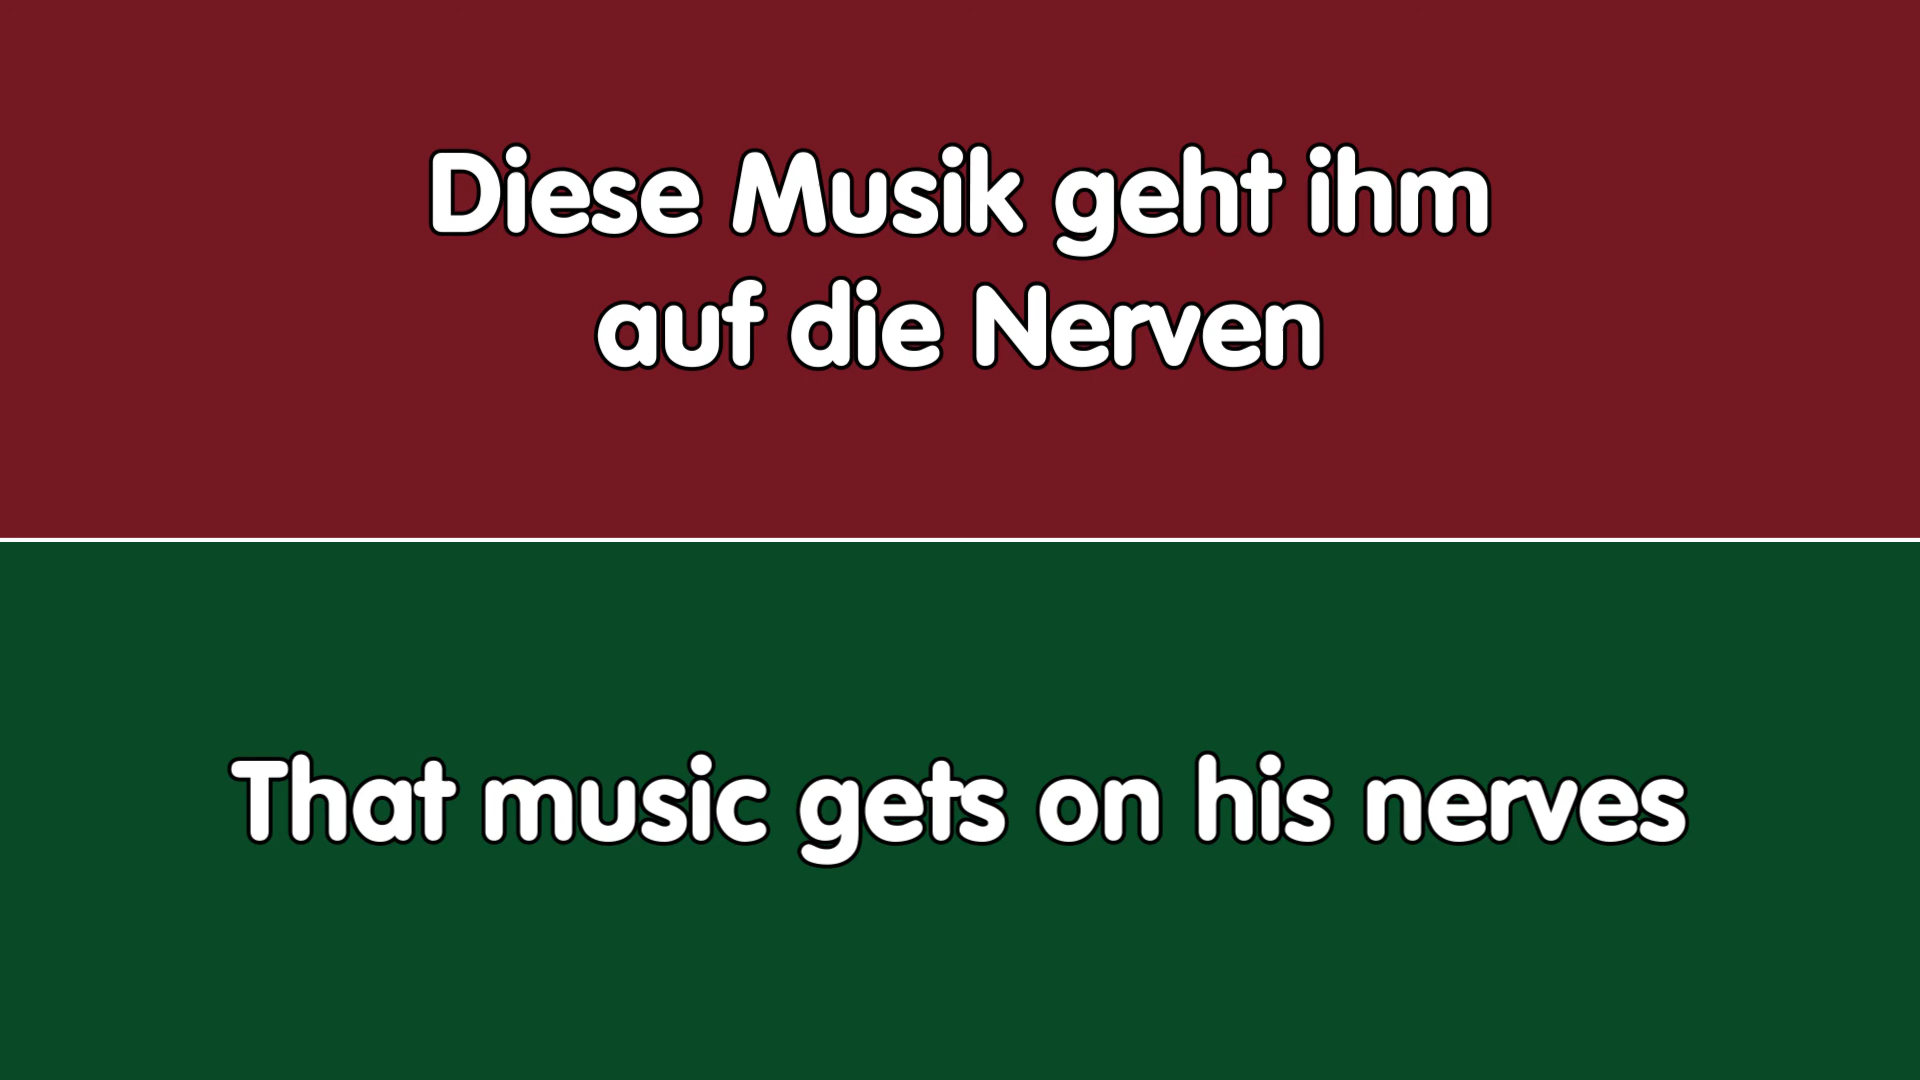 Diese Musik geht ihm
auf die Nerven
That music gets on his nerves